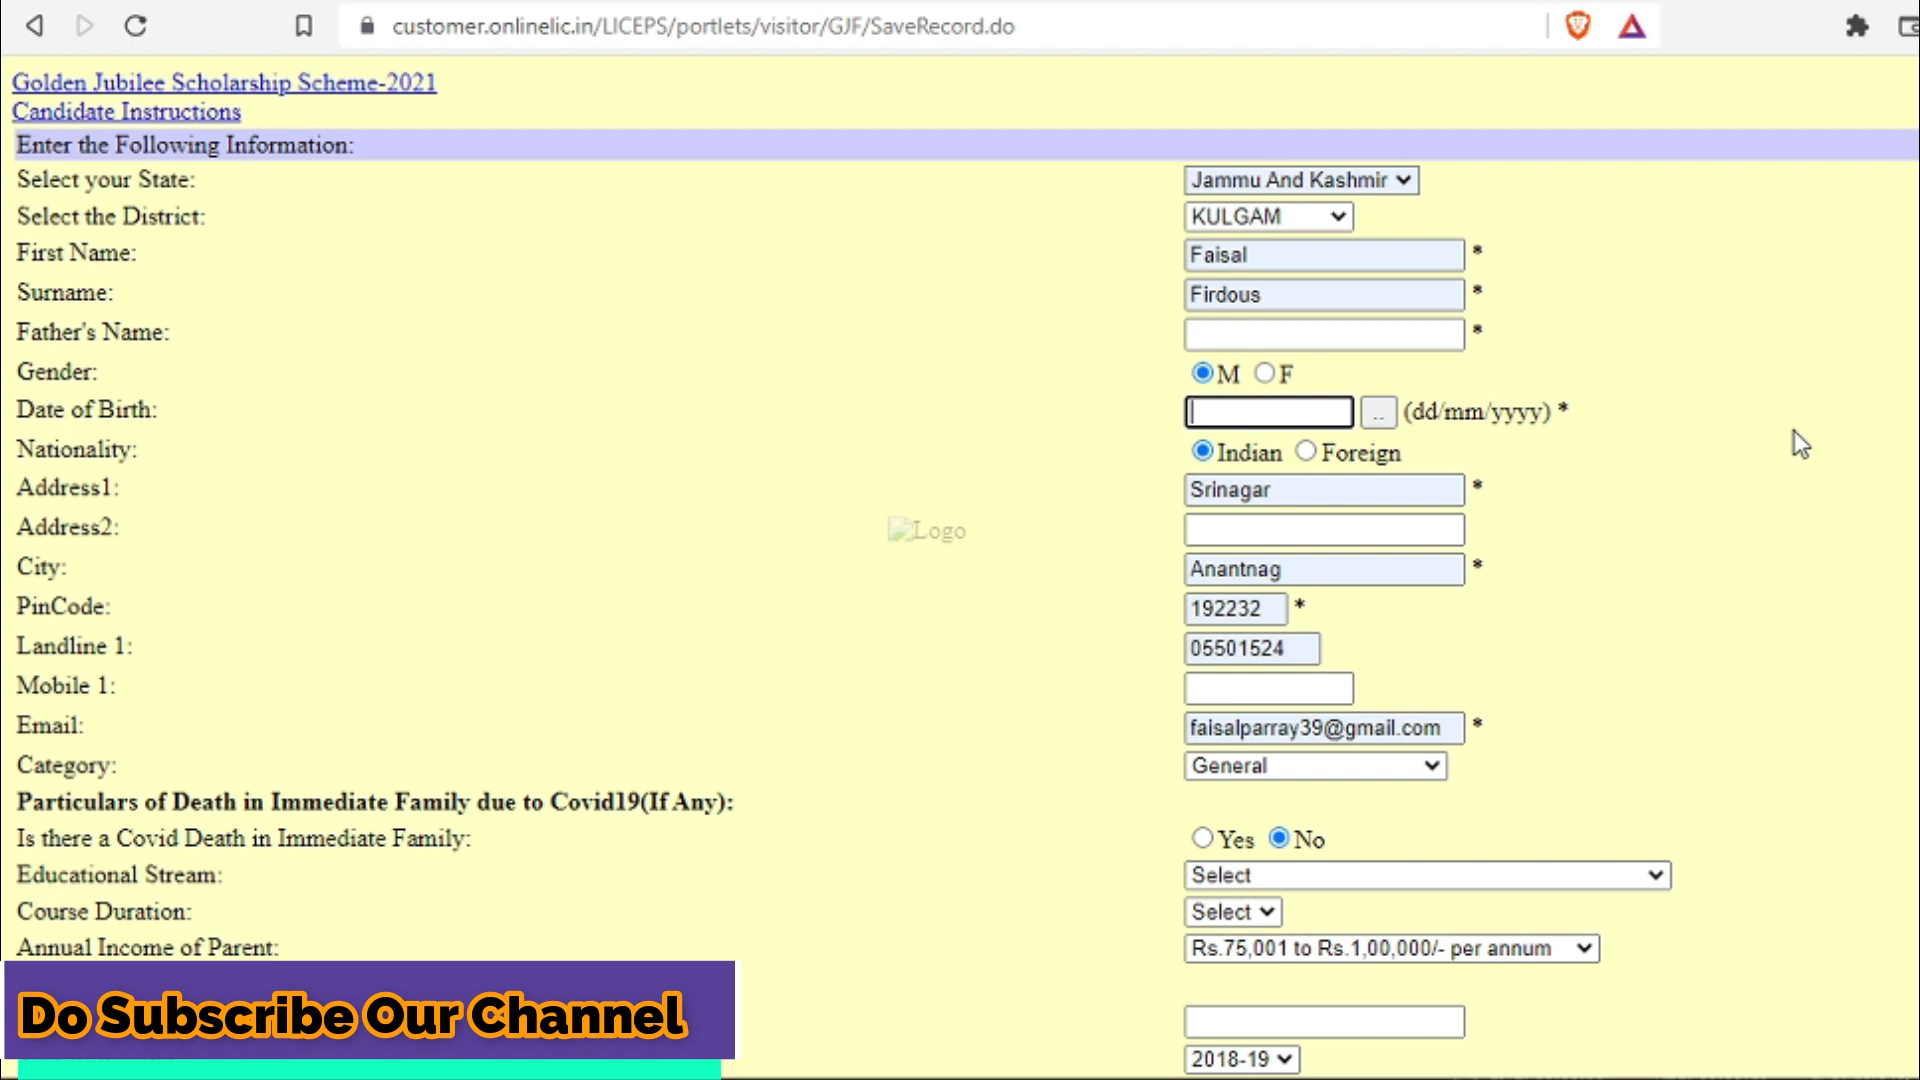 customer.onlinelic.in/LICEPS/portlets/visitor/GJF/SaveRecord.do
Golden Jubilee Scholarship Scheme-2021
Candidate Instructions
Enter the Following Information:
Select your State: Jammu And Kashmir
Select the District: KULGAM
First Name: Faisal *
Surname: Firdous *
Father's Name: *
Gender: M F
Date of Birth: .. (dd/mm/yyyy) *
Nationality: Indian Foreign
Address1: Srinagar *
Address2:
Logo
City: Anantnag *
PinCode: 192232 *
Landline 1: 05501524
Mobile 1:
Email: faisalparray39@gmail.com *
Category: General
Particulars of Death in Immediate Family due to Covid19(If Any):
Is there a Covid Death in Immediate Family: Yes No
Educational Stream: Select
Course Duration: Select
Annual Income of Parent: Rs.75,001 to Rs.1,00,000/- per annum
Do Subscribe Our Channel
2018-19